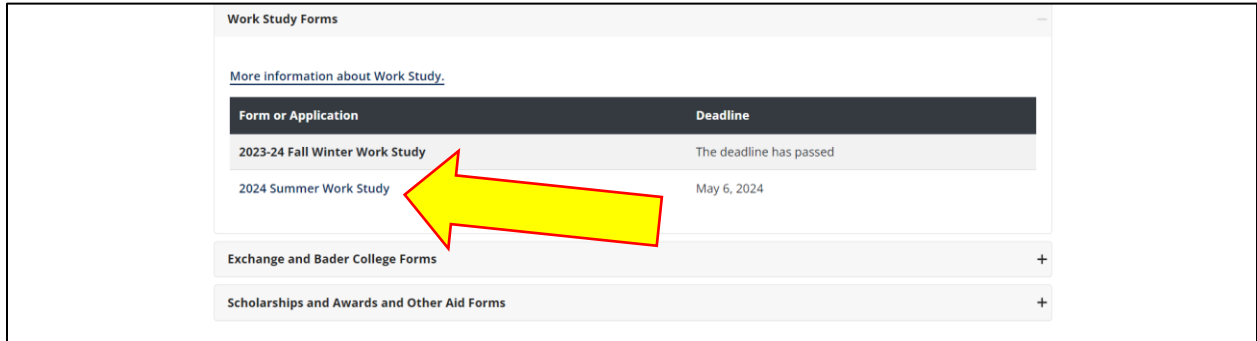 Work Study Forms
More information about Work Study.
Form or Application Deadline
2023-24 Fall Winter Work Study The deadline has passed
2024 Summer Work Study May 6, 2024
Exchange and Bader College Forms
Scholarships and Awards and Other Aid Forms